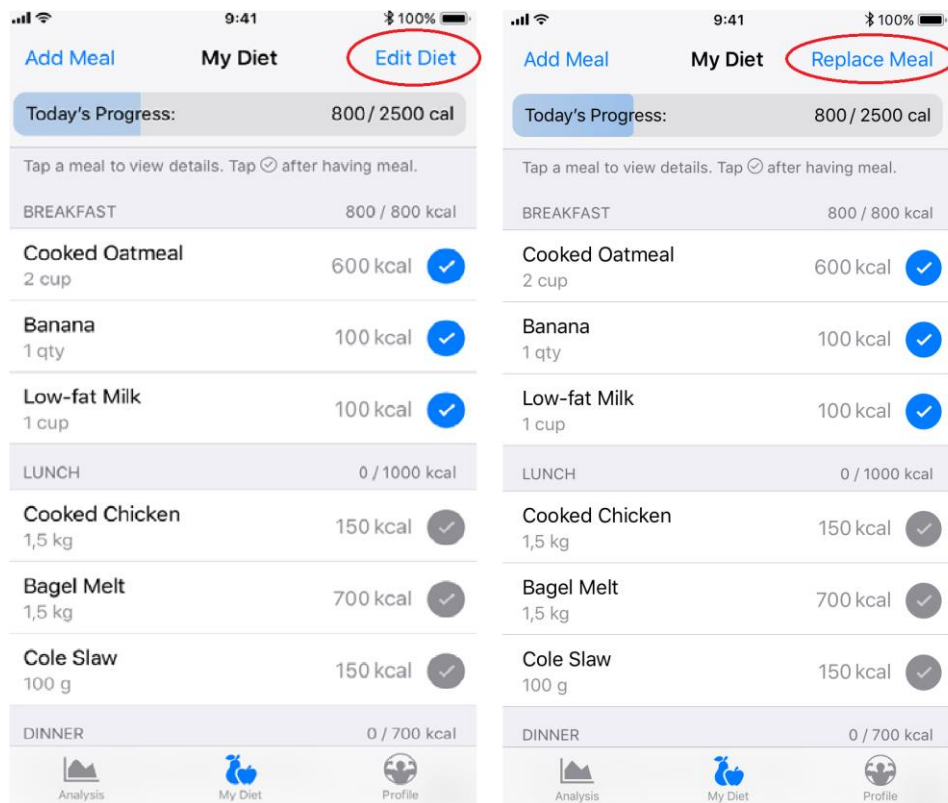 9:41 100%
Add Meal My Diet Edit Diet
Today's Progress: 800 / 2500 cal
Tap a meal to view details. Tap after having meal.
BREAKFAST 800 / 800 kcal
Cooked Oatmeal
2 cup
600 kcal
Banana
1 qty
100 kcal
Low-fat Milk
1 cup
100 kcal
LUNCH 0 / 1000 kcal
Cooked Chicken
1,5 kg
150 kcal
Bagel Melt
1,5 kg
700 kcal
Cole Slaw
100 g
150 kcal
DINNER 0 / 700 kcal
Analysis My Diet Profile
9:41 100%
Add Meal My Diet Replace Meal
Today's Progress: 800 / 2500 cal
Tap a meal to view details. Tap after having meal.
BREAKFAST 800 / 800 kcal
Cooked Oatmeal
2 cup
600 kcal
Banana
1 qty
100 kcal
Low-fat Milk
1 cup
100 kcal
LUNCH 0 / 1000 kcal
Cooked Chicken
1,5 kg
150 kcal
Bagel Melt
1,5 kg
700 kcal
Cole Slaw
100 g
150 kcal
DINNER 0 / 700 kcal
Analysis My Diet Profile